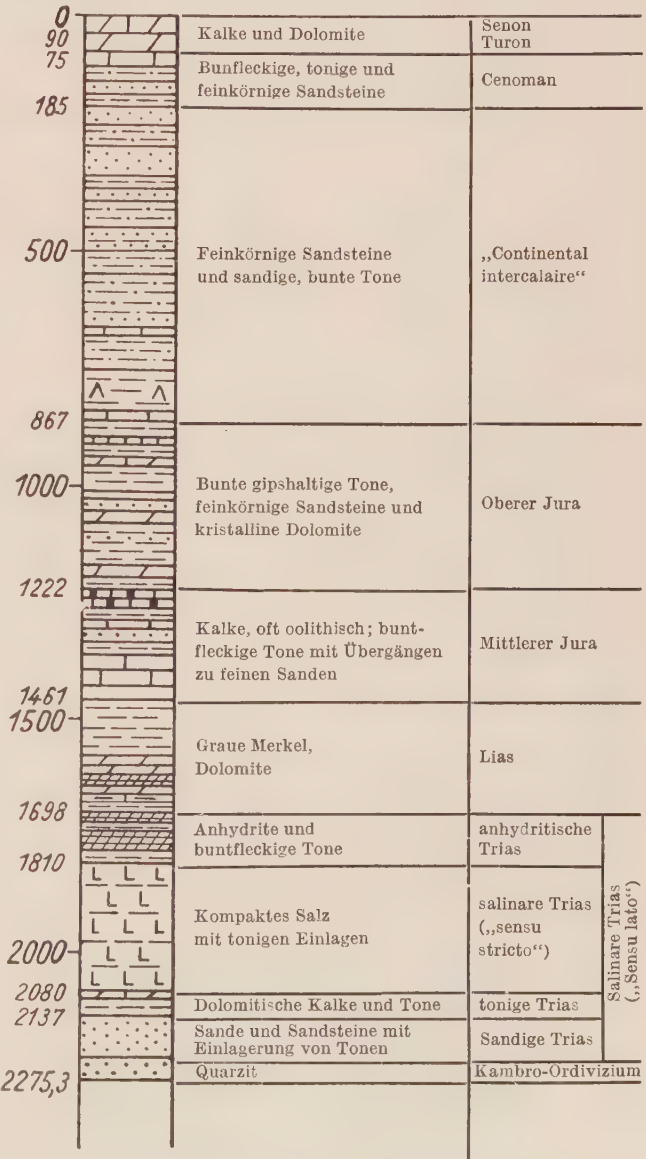 0
90
75
185
500
867
1000
1222
1461
1500
1698
1810
2000
2080
2137
2275,3
Kalke und Dolomite
Senon
Turon
Bunfleckige, tonige und
feinkörnige Sandsteine
Cenoman
Feinkörnige Sandsteine
und sandige, bunte Tone
„Continental
intercalaire“
Bunte gipshaltige Tone,
feinkörnige Sandsteine und
kristalline Dolomite
Oberer Jura
Kalke, oft oolithisch; bunt-
fleckige Tone mit Übergängen
zu feinen Sanden
Mittlerer Jura
Graue Merkel,
Dolomite
Lias
Anhydrite und
buntfleckige Tone
anhydritische
Trias
Kompaktes Salz
mit tonigen Einlagen
salinare Trias
(„sensu
stricto“)
Dolomitische Kalke und Tone
tonige Trias
Sande und Sandsteine mit
Einlagerung von Tonen
Sandige Trias
Quarzit
Kambro-Ordivizium
Salinare Trias
(„Sensu lato“)